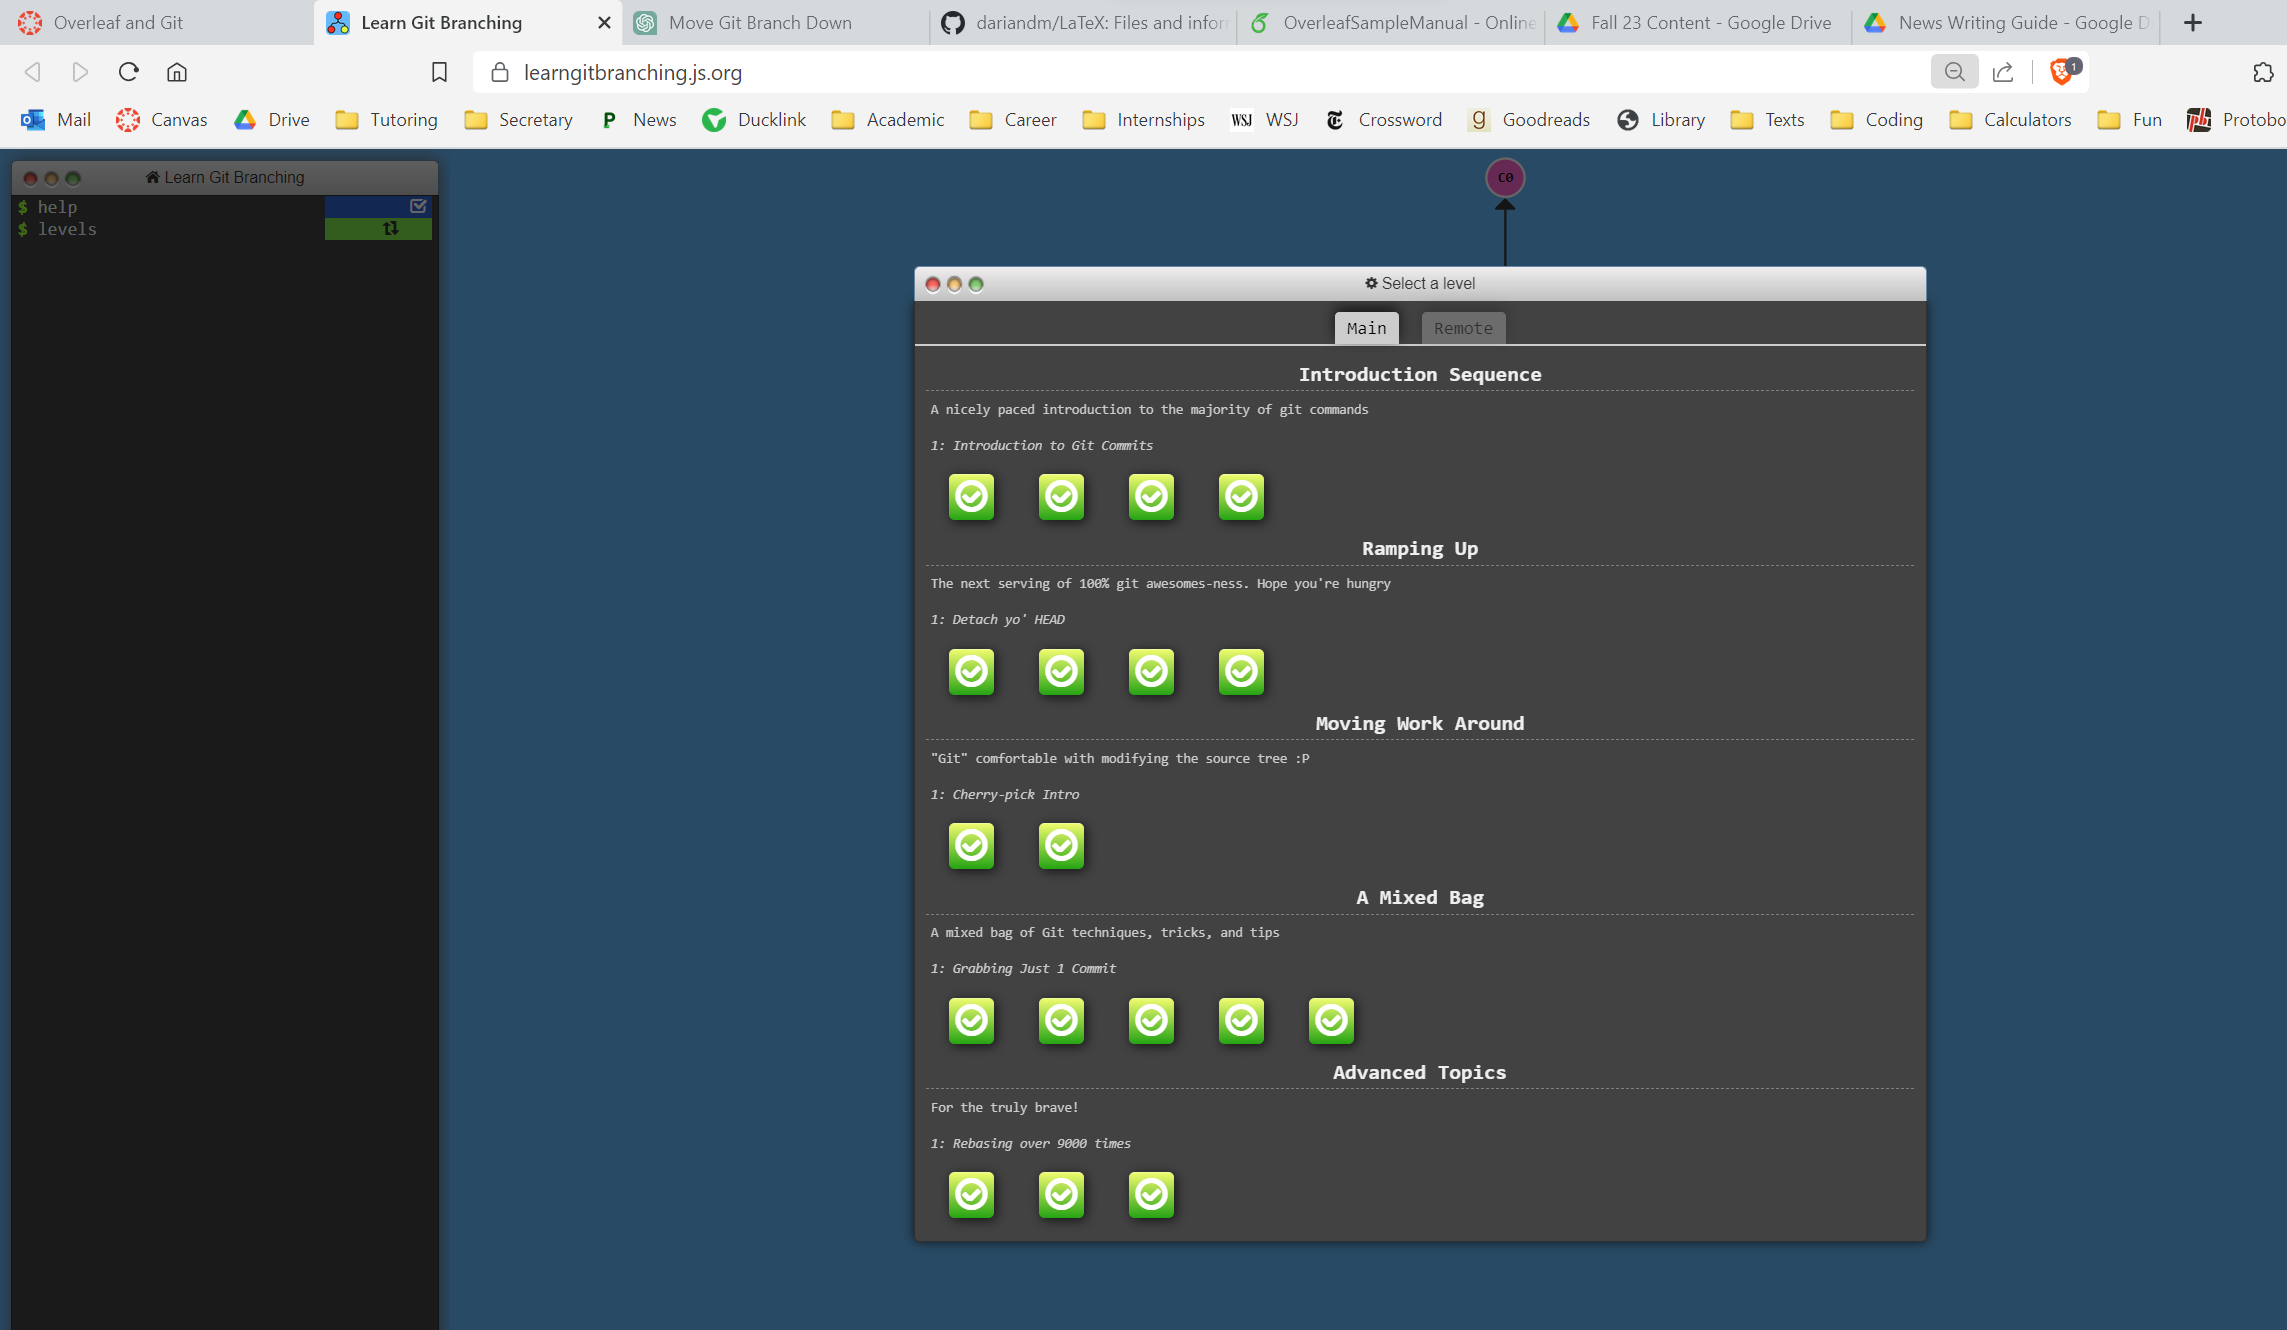 Overleaf and Git
Learn Git Branching
Move Git Branch Down
dariandm/LaTeX: Files and infor
OverleafSampleManual - Online
Fall 23 Content - Google Drive
News Writing Guide - Google D
learngitbranching.js.org
1
Mail
Canvas
Drive
Tutoring
Secretary
P
News
Ducklink
Academic
Career
Internships
WSJ
WSJ
Crossword
g
Goodreads
Library
Texts
Coding
Calculators
Fun
Protobo
Learn Git Branching
$ help
$ levels
C0
Select a level
Main
Remote
Introduction Sequence
A nicely paced introduction to the majority of git commands
1: Introduction to Git Commits
Ramping Up
The next serving of 100% git awesomes-ness. Hope you're hungry
1: Detach yo' HEAD
Moving Work Around
"Git" comfortable with modifying the source tree :P
1: Cherry-pick Intro
A Mixed Bag
A mixed bag of Git techniques, tricks, and tips
1: Grabbing Just 1 Commit
Advanced Topics
For the truly brave!
1: Rebasing over 9000 times